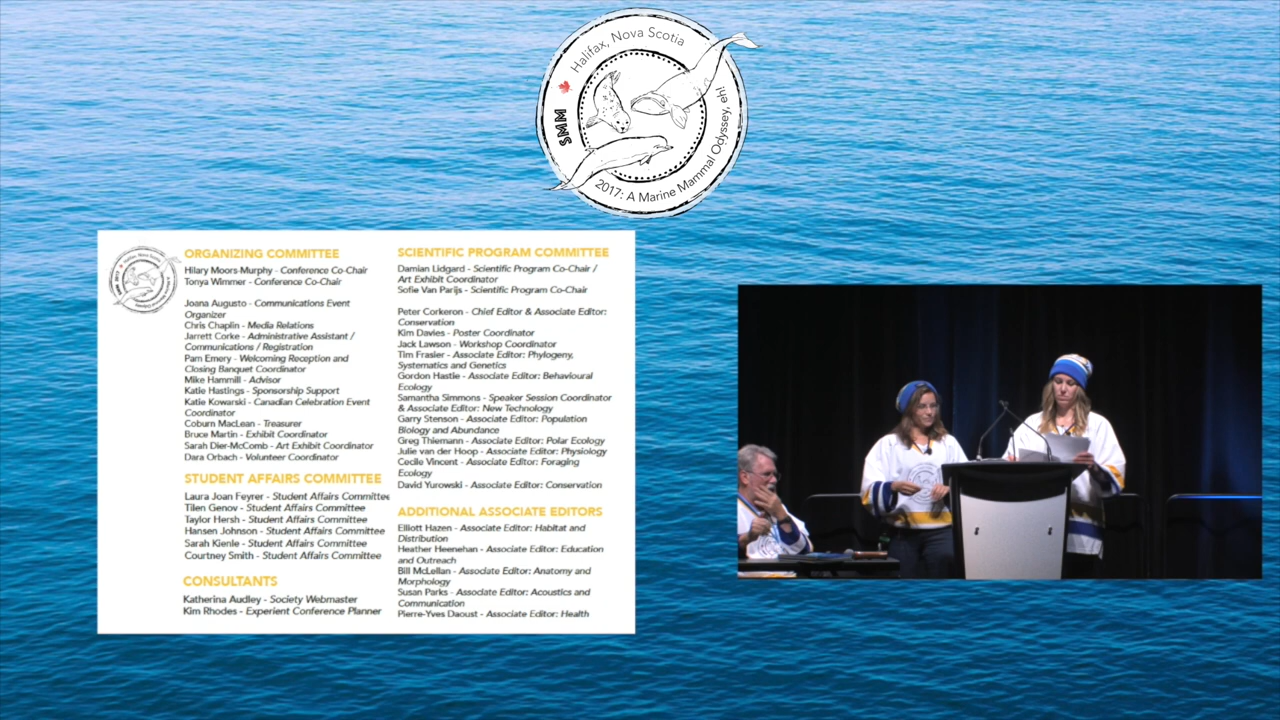 Halifax, Nova Scotia
SMM
2017: A Marine Mammal Odyssey, eh!
ORGANIZING COMMITTEE
Hilary Moors-Murphy - Conference Co-Chair
Tonya Wimmer - Conference Co-Chair
Joana Augusto - Communications Event
Organizer
Chris Chaplin - Media Relations
Jarrett Corke - Administrative Assistant /
Communications / Registration
Pam Emery - Welcoming Reception and
Closing Banquet Coordinator
Mike Hammill - Advisor
Katie Hastings - Sponsorship Support
Katie Kowarski - Canadian Celebration Event
Coordinator
Coburn MacLean - Treasurer
Bruce Martin - Exhibit Coordinator
Sarah Dier-McComb - Art Exhibit Coordinator
Dara Orbach - Volunteer Coordinator
STUDENT AFFAIRS COMMITTEE
Laura Joan Feyrer - Student Affairs Committee
Tilen Genov - Student Affairs Committee
Taylor Hersh - Student Affairs Committee
Hansen Johnson - Student Affairs Committee
Sarah Kienle - Student Affairs Committee
Courtney Smith - Student Affairs Committee
CONSULTANTS
Katherina Audley - Society Webmaster
Kim Rhodes - Experient Conference Planner
SCIENTIFIC PROGRAM COMMITTEE
Damian Lidgard - Scientific Program Co-Chair /
Art Exhibit Coordinator
Sofie Van Parijs - Scientific Program Co-Chair
Peter Corkeron - Chief Editor & Associate Editor:
Conservation
Kim Davies - Poster Coordinator
Jack Lawson - Workshop Coordinator
Tim Frasier - Associate Editor: Phylogeny,
Systematics and Genetics
Gordon Hastie - Associate Editor: Behavioural
Ecology
Samantha Simmons - Speaker Session Coordinator
& Associate Editor: New Technology
Garry Stenson - Associate Editor: Population
Biology and Abundance
Greg Thiemann - Associate Editor: Polar Ecology
Julie van der Hoop - Associate Editor: Physiology
Cecile Vincent - Associate Editor: Foraging
Ecology
David Yurowski - Associate Editor: Conservation
ADDITIONAL ASSOCIATE EDITORS
Elliott Hazen - Associate Editor: Habitat and
Distribution
Heather Heenehan - Associate Editor: Education
and Outreach
Bill McLellan - Associate Editor: Anatomy and
Morphology
Susan Parks - Associate Editor: Acoustics and
Communication
Pierre-Yves Daoust - Associate Editor: Health